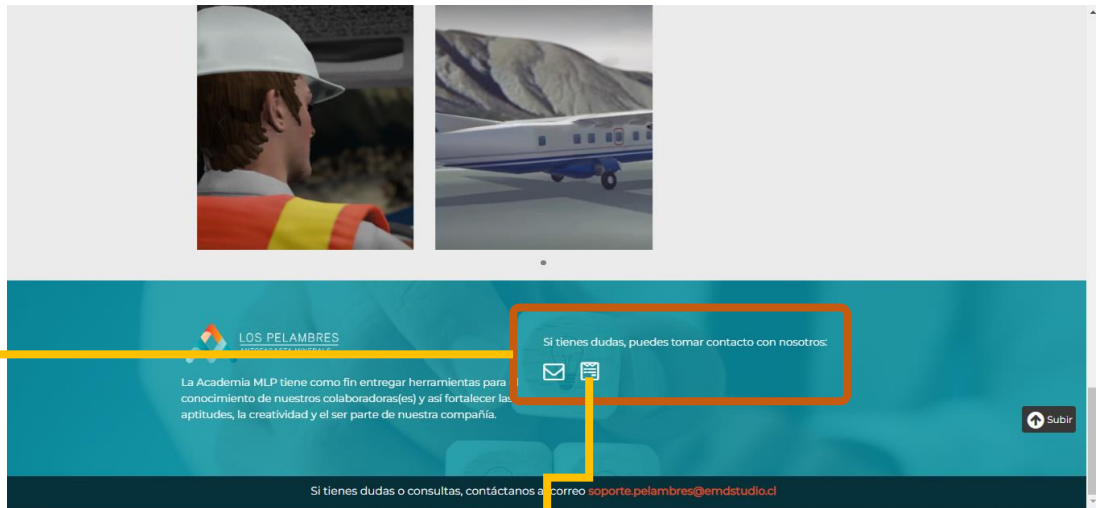 LOS PELAMBRES
ANTOFAGASTA MINERALS
Si tienes dudas, puedes tomar contacto con nosotros:
La Academia MLP tiene como fin entregar herramientas para
conocimiento de nuestros colaboradoras(es) y así fortalecer las
aptitudes, la creatividad y el ser parte de nuestra compañía.
Subir
Si tienes dudas o consultas, contáctanos al correo soporte.pelambres@emdstudio.cl